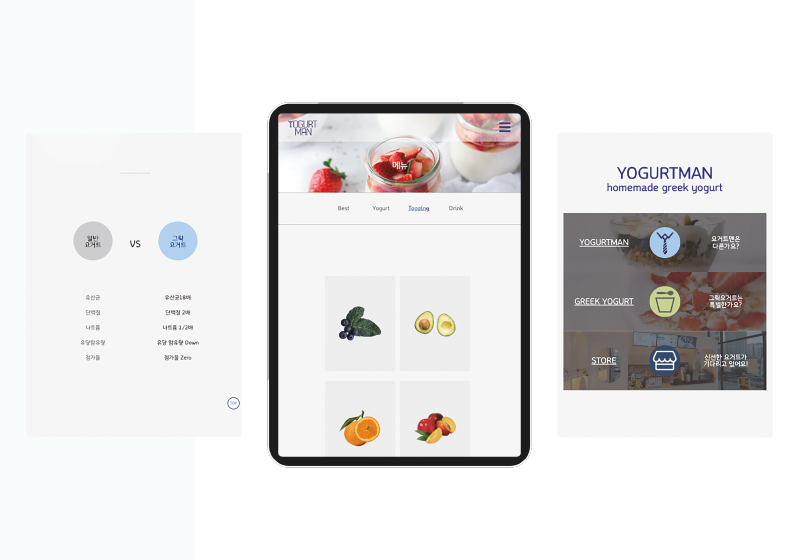 일반
요거트
VS
그릭
요거트
유산균
유산균18배
단백질
단백질 2배
나트륨
나트륨 1/2배
유당함유량
유당 함유량 Down
첨가물
첨가물 Zero
TOP
YOGURT
MAN
메뉴
Best
Yogurt
Topping
Drink
YOGURTMAN
homemade greek yogurt
YOGURTMAN
요거트맨은
다른가요?
GREEK YOGURT
그릭요거트는
특별한가요?
STORE
신선한 요거트가
기다리고 있어요!